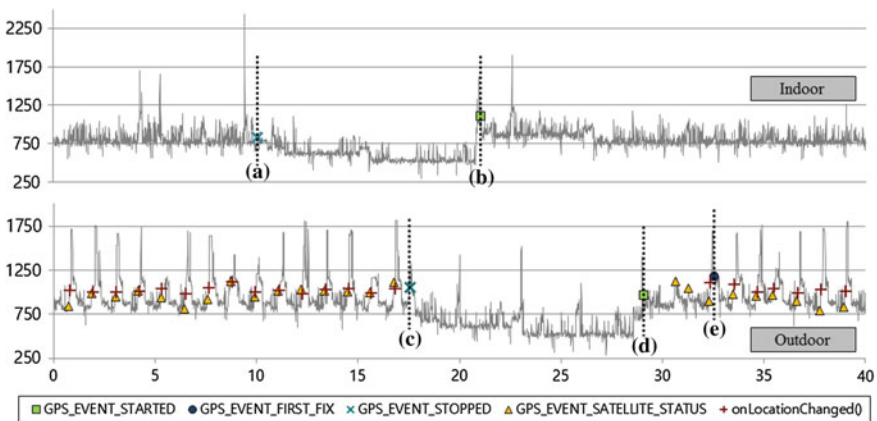 2250
1750
1250
750
250
Indoor
(a)
(b)
1750
1250
750
250
(c)
(d)
(e)
Outdoor
0 5 10 15 20 25 30 35 40
GPS_EVENT_STARTED GPS_EVENT_FIRST_FIX GPS_EVENT_STOPPED GPS_EVENT_SATELLITE_STATUS onLocationChanged()